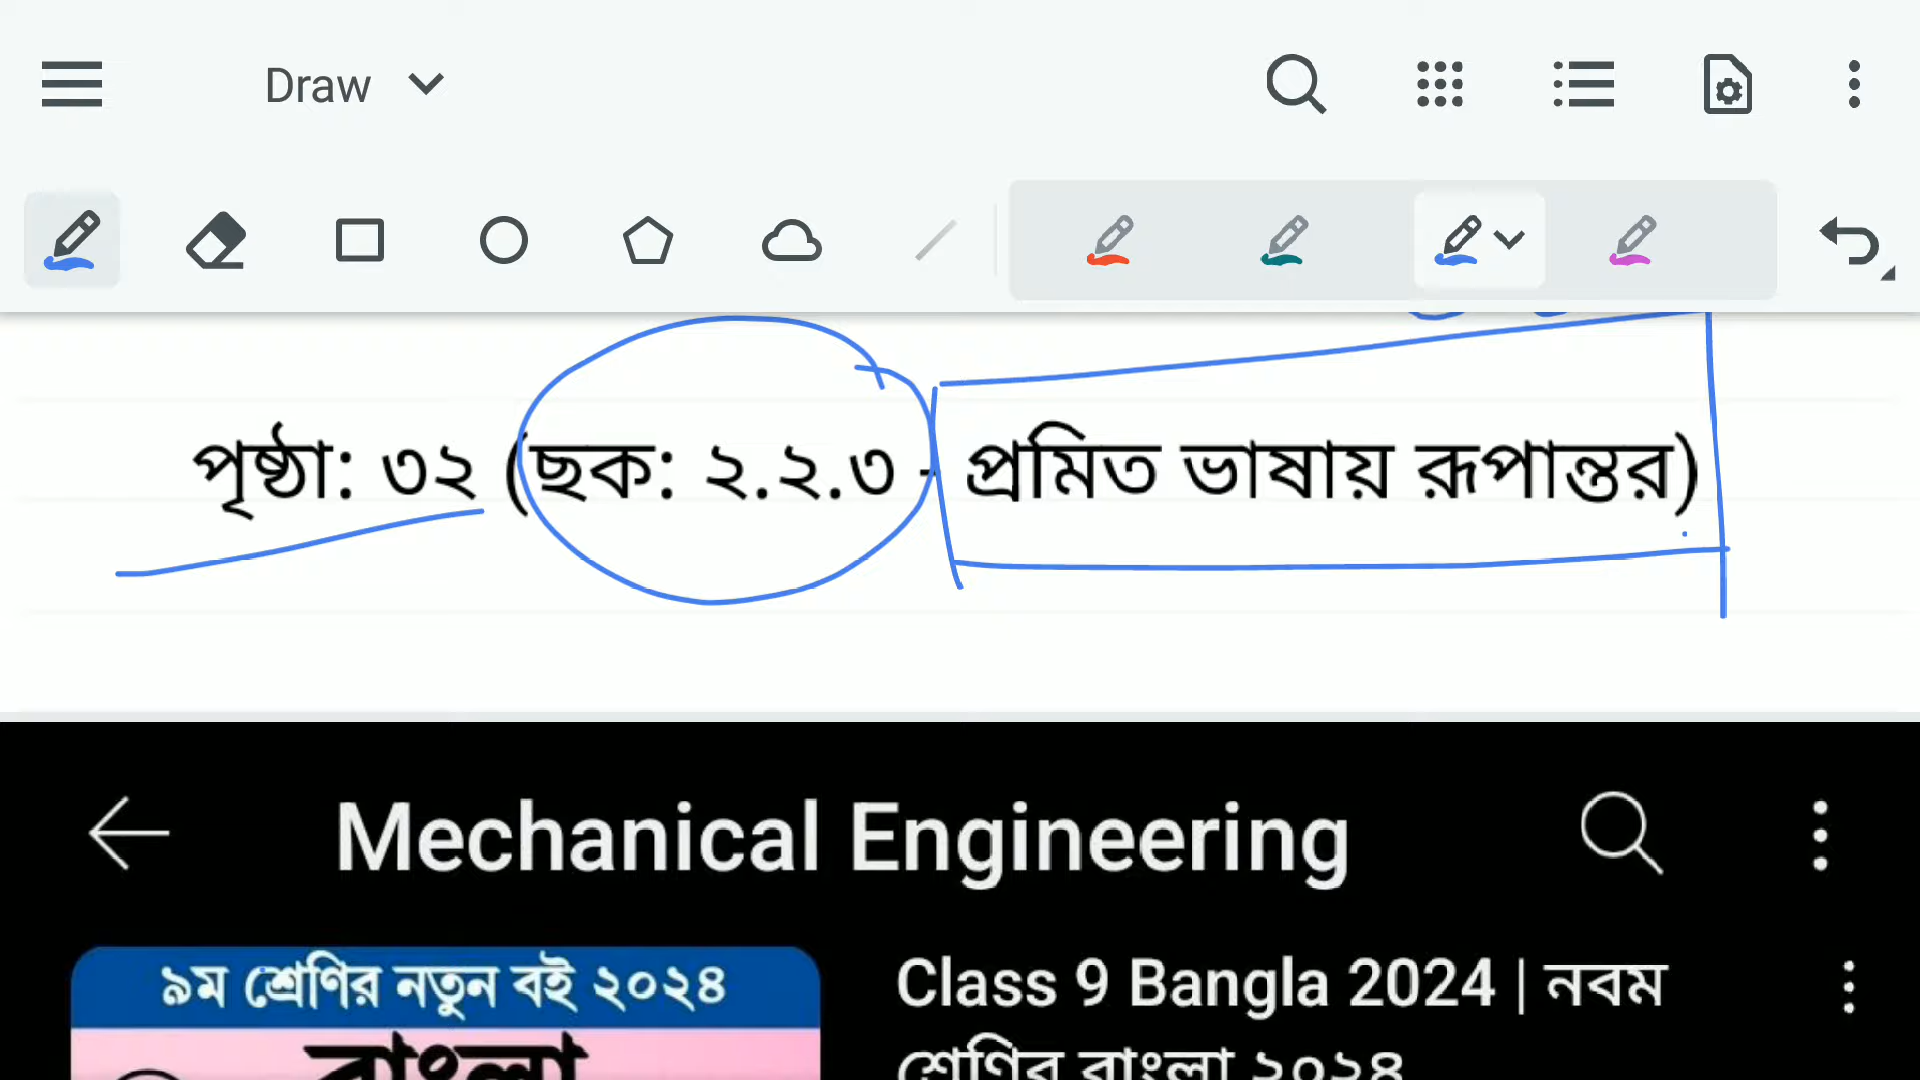 Draw
পৃষ্ঠা: ৩২ (ছক: ২.২.৩ - প্রমিত ভাষায় রূপান্তর)
Mechanical Engineering
৯ম শ্রেণির নতুন বই ২০২৪
বাংলা
Class 9 Bangla 2024 | নবম
শ্রেণির বাংলা ২০২৪